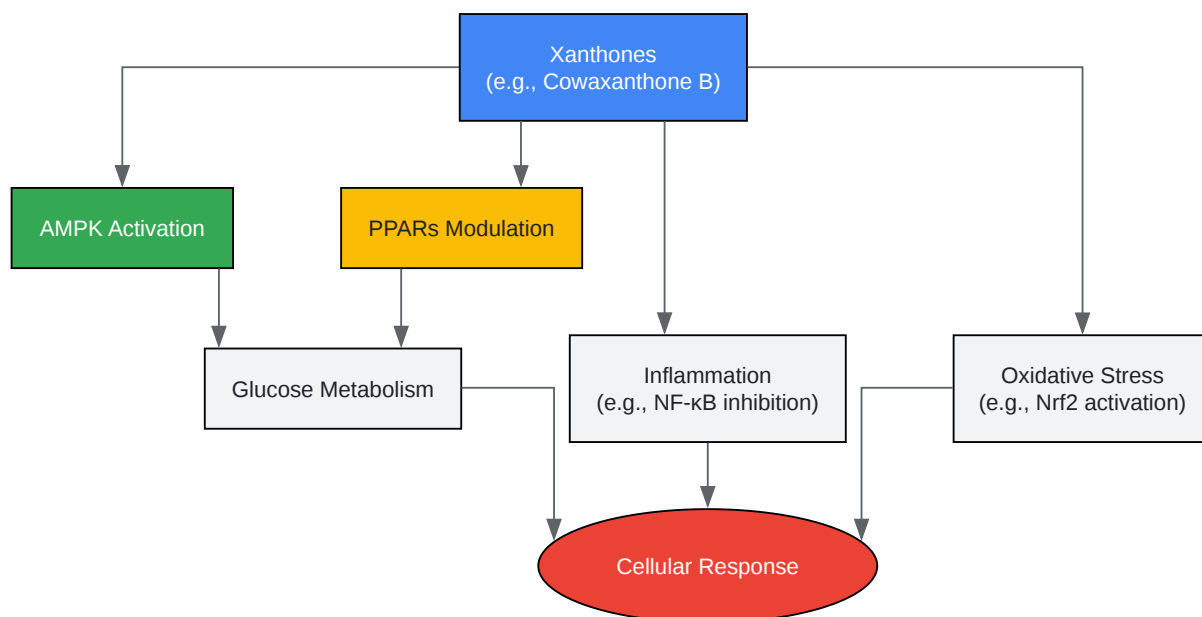 Xanthones
(e.g., Cowaxanthone B)
AMPK Activation
PPARs Modulation
Glucose Metabolism
Inflammation
(e.g., NF-κB inhibition)
Oxidative Stress
(e.g., Nrf2 activation)
Cellular Response